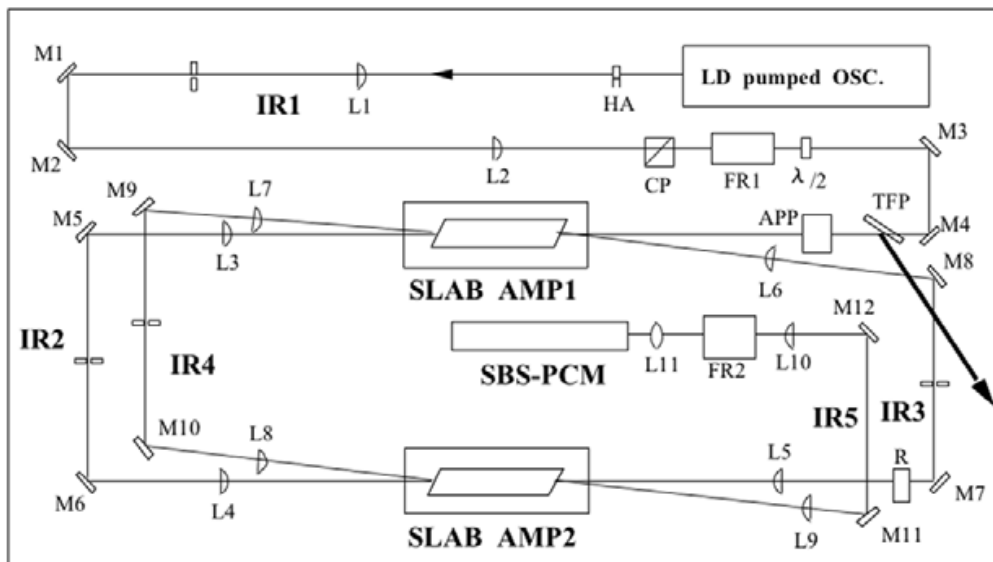 M1
LD pumped OSC.
HA
L1
IR1
M3
M2
L2
CP
FR1
λ/2
M9
L7
M5
APP
TFP
M4
L3
M8
L6
SLAB AMP1
M12
IR2
IR4
SBS-PCM
L11
FR2
L10
IR5
IR3
M10
L8
L5
R
M6
L4
M7
SLAB AMP2
L9
M11